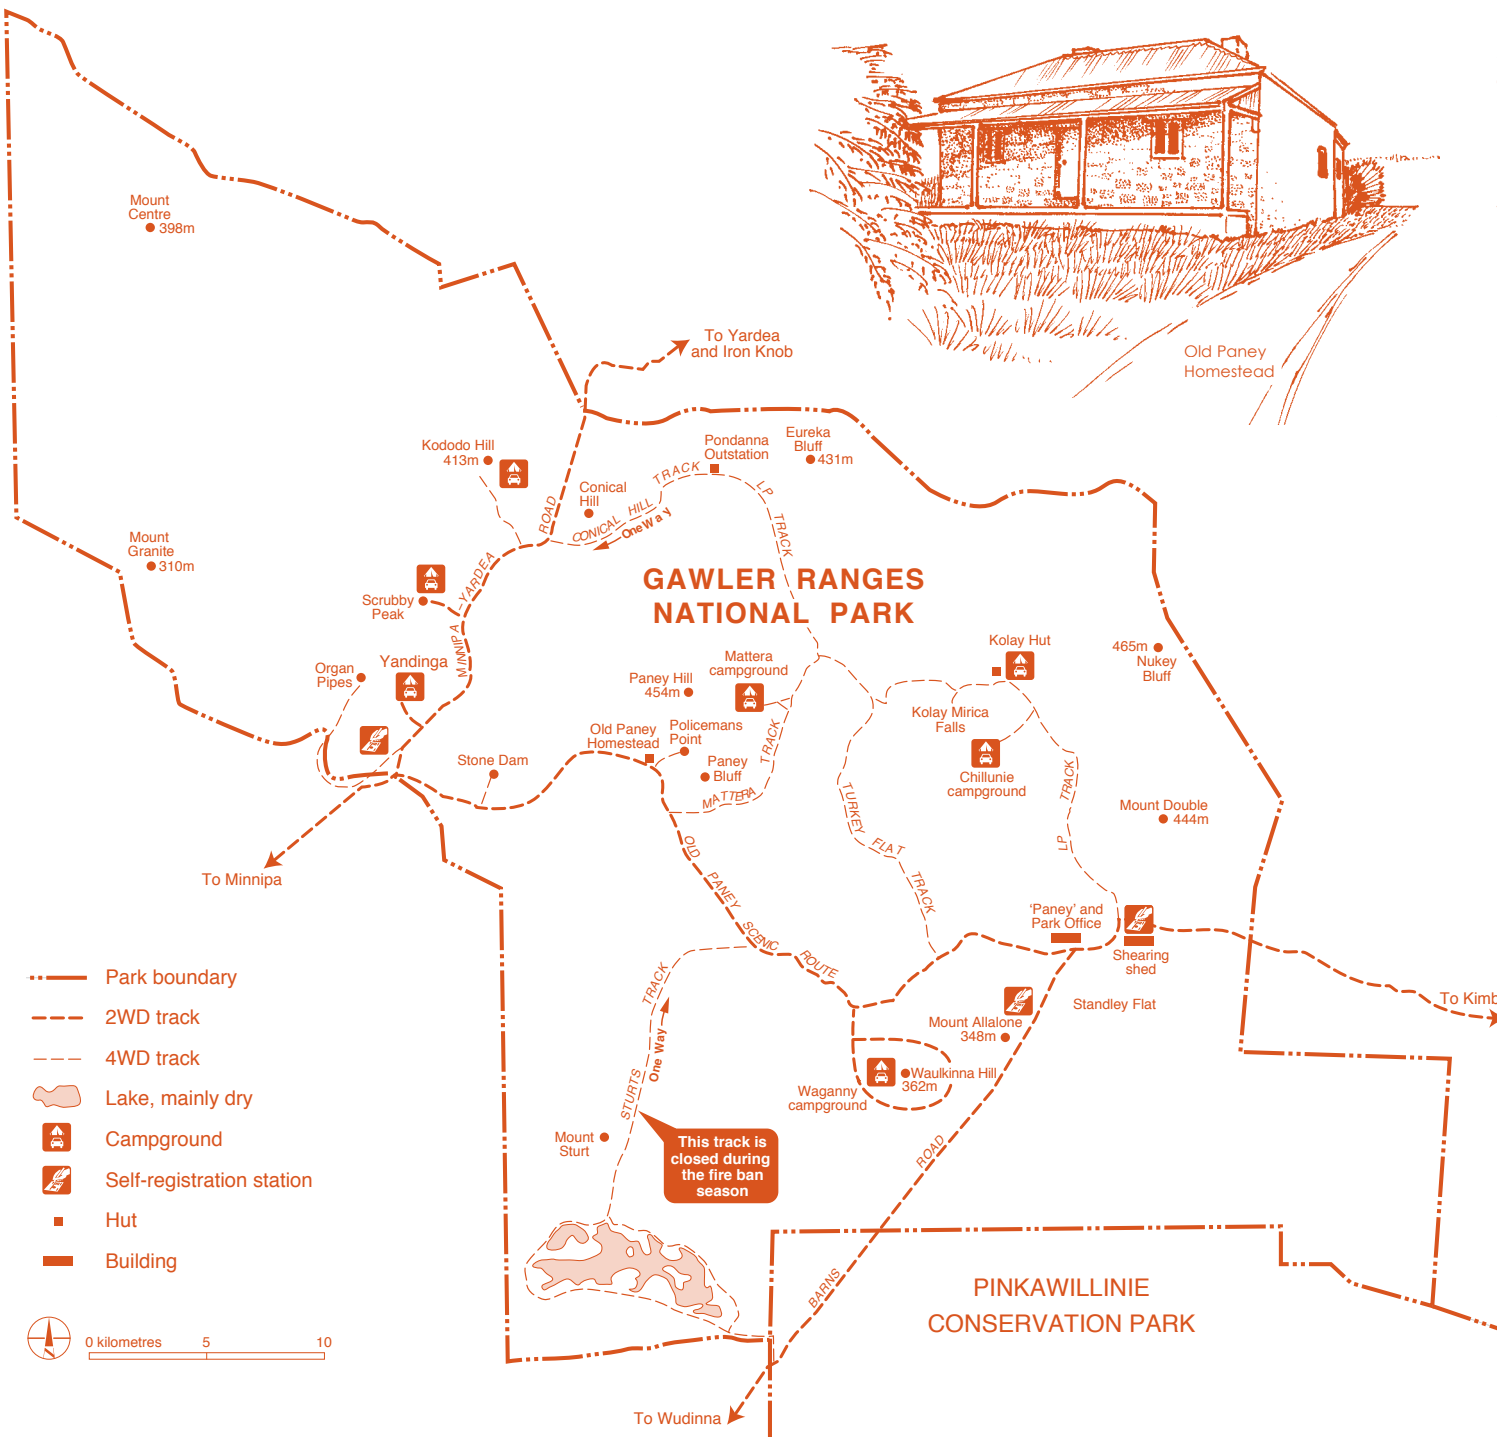 Mount
Centre
398m
To Yardea
and Iron Knob
Old Paney
Homestead
Kododo Hill
413m
Conical
Hill
Pondanna
Outstation
Eureka
Bluff
431m
ROAD
CONICAL HILL TRACK
One Way
LP TRACK
Mount
Granite
310m
MINNIPA - YARDEA
Scrubby
Peak
GAWLER RANGES
NATIONAL PARK
Kolay Hut
465m
Nukey
Bluff
Organ
Pipes
Yandinga
Mattera
campground
Paney Hill
454m
Kolay Mirica
Falls
Old Paney
Homestead
Policemans
Point
Stone Dam
Paney
Bluff
MATTERA TRACK
Chillunie
campground
LP TRACK
Mount Double
444m
TURKEY FLAT TRACK
To Minnipa
OLD PANEY SCENIC ROUTE
'Paney' and
Park Office
Shearing
shed
Standley Flat
To Kimb
Mount Allalone
348m
Waulkinna Hill
362m
Waganny
campground
STURTS TRACK
One Way
Mount
Sturt
This track is
closed during
the fire ban
season
BARNS ROAD
PINKAWILLINIE
CONSERVATION PARK
To Wudinna
Park boundary
2WD track
4WD track
Lake, mainly dry
Campground
Self-registration station
Hut
Building
N
0 kilometres 5 10